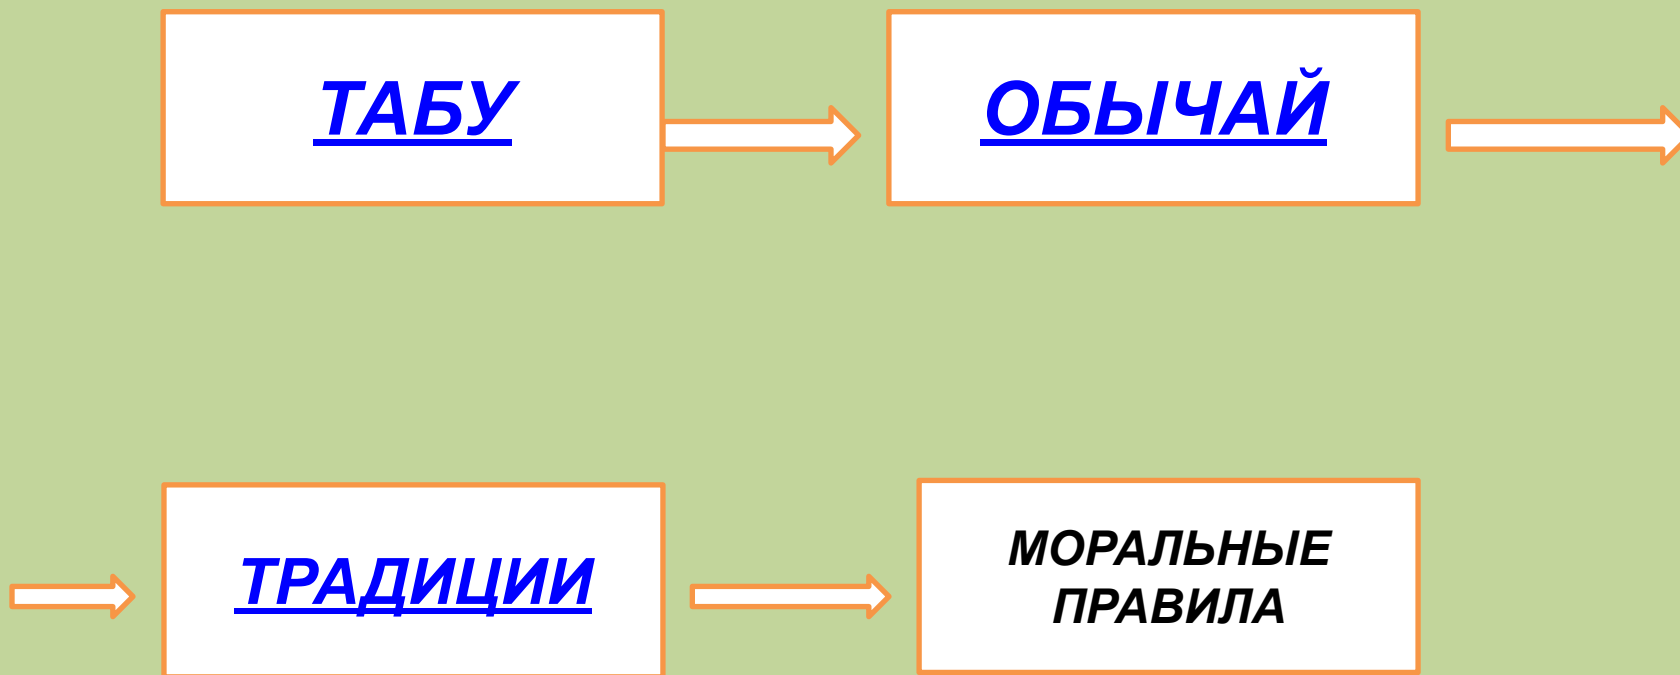 ТАБУ
ОБЫЧАЙ
ТРАДИЦИИ
МОРАЛЬНЫЕ
ПРАВИЛА